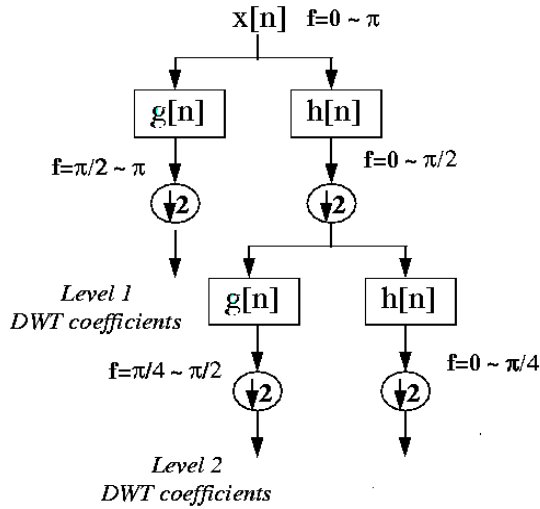 x[n] f=0 ~ π
g[n] h[n]
f=π/2 ~ π f=0 ~ π/2
↓2 ↓2
Level 1
DWT coefficients
g[n] h[n]
f=π/4 ~ π/2 f=0 ~ π/4
↓2 ↓2
Level 2
DWT coefficients